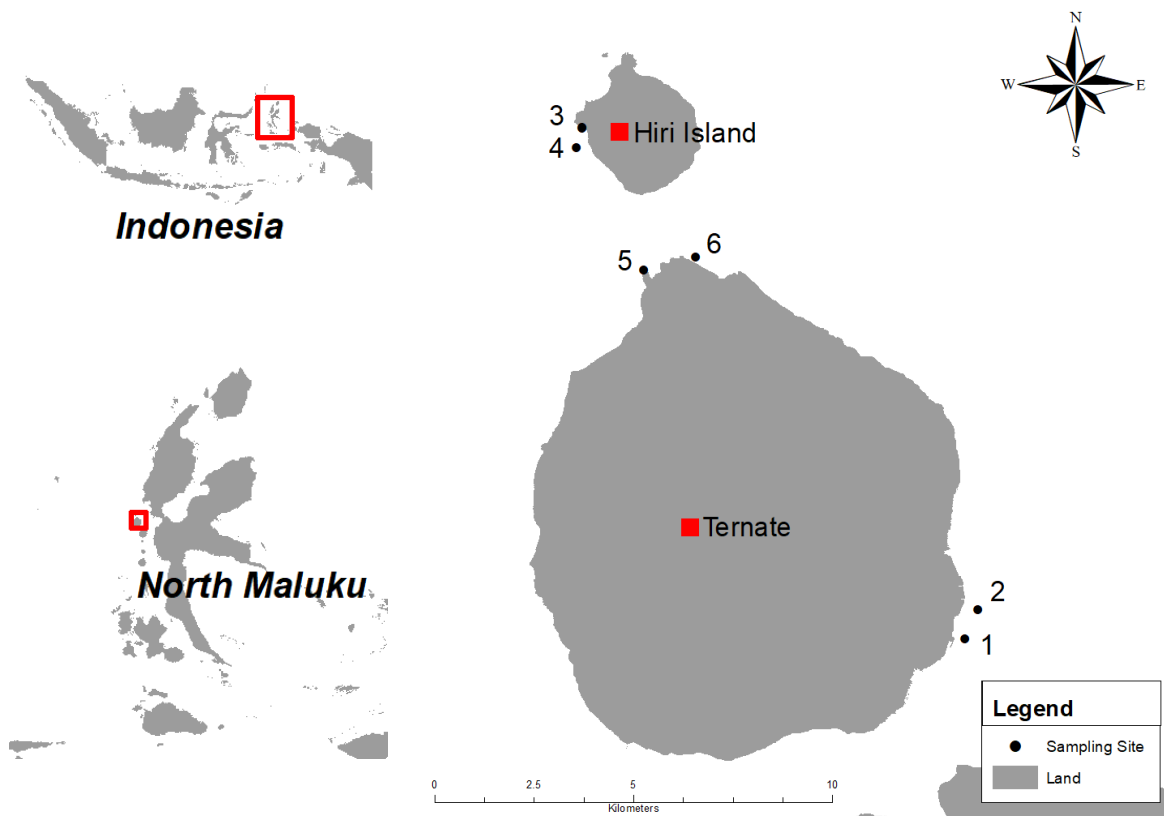 N
W
E
S
3
Hiri Island
4
Indonesia
6
5
Ternate
North Maluku
2
1
Legend
Sampling Site
Land
0
2.5
5
10
Kilometers